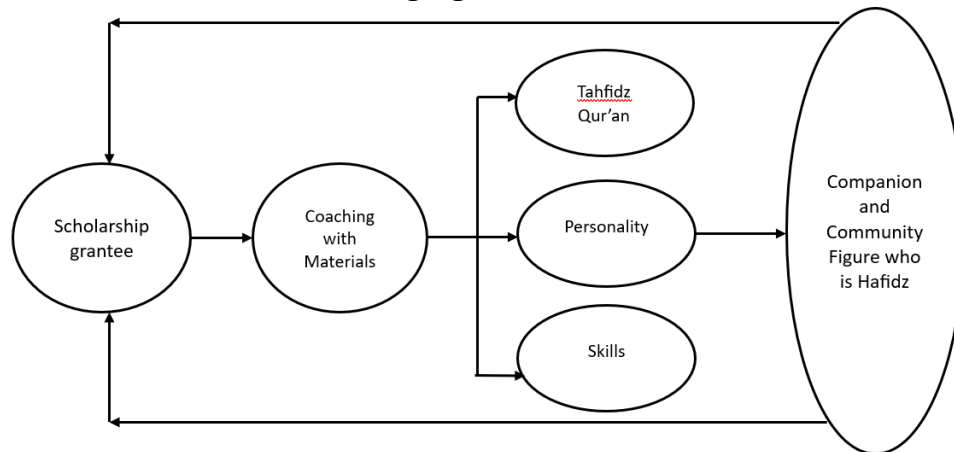 Scholarship
grantee
Coaching
with
Materials
Tahfidz
Qur'an
Personality
Skills
Companion
and
Community
Figure who
is Hafidz